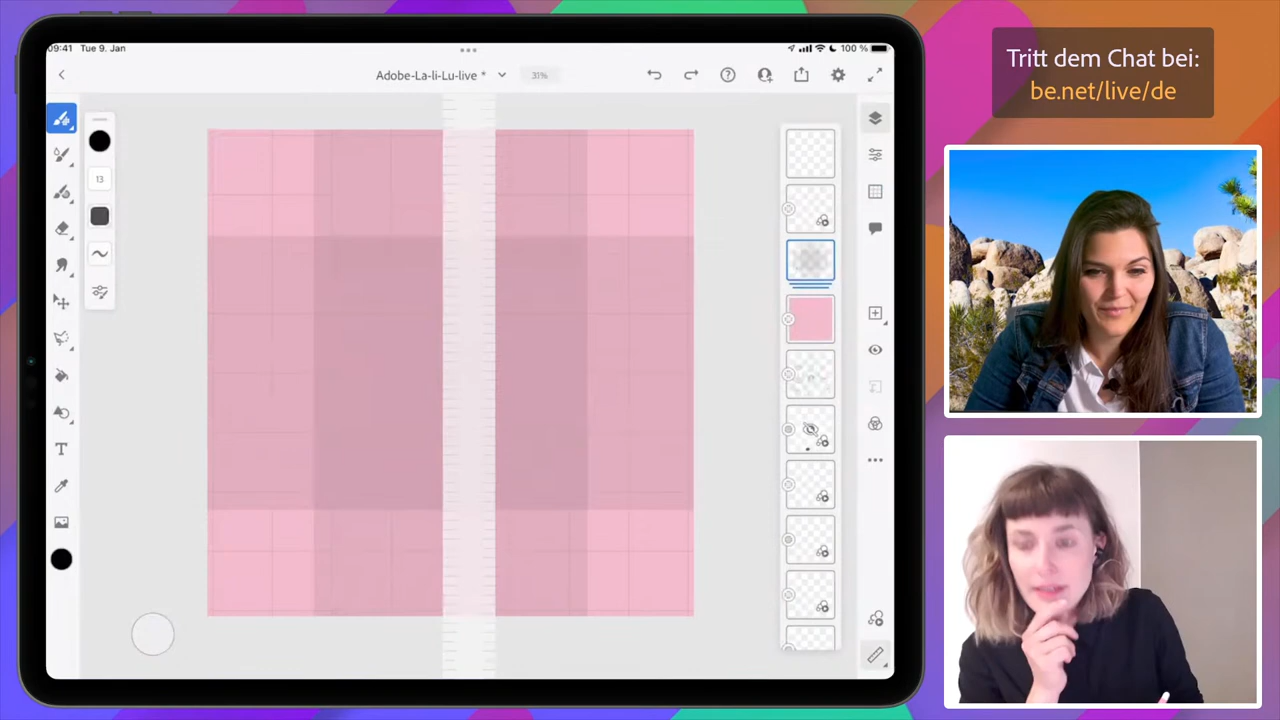 09:41 Tue 9. Jan
100 %
Adobe-La-li-Lu-live *
31%
13
T
Tritt dem Chat bei:
be.net/live/de